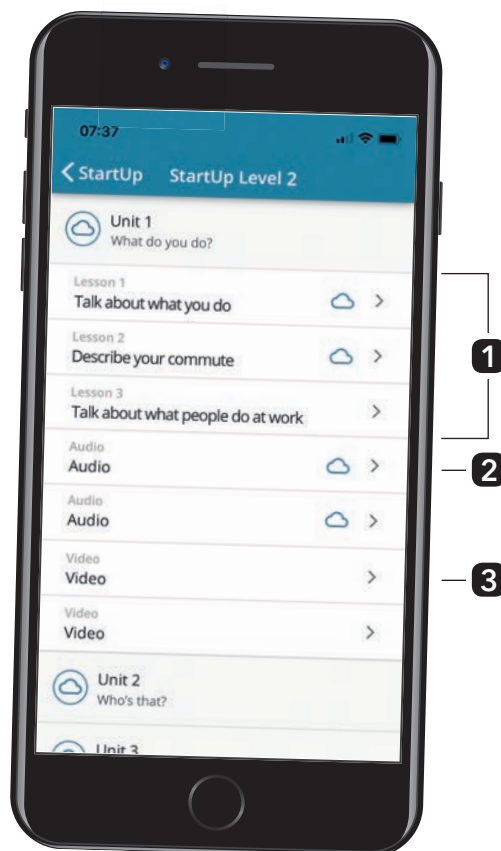 07:37
StartUp StartUp Level 2
Unit 1
What do you do?
Lesson 1
Talk about what you do
Lesson 2
Describe your commute
Lesson 3
Talk about what people do at work
1
Audio
Audio
2
Audio
Audio
Video
Video
3
Video
Video
Unit 2
Who's that?
Unit 3